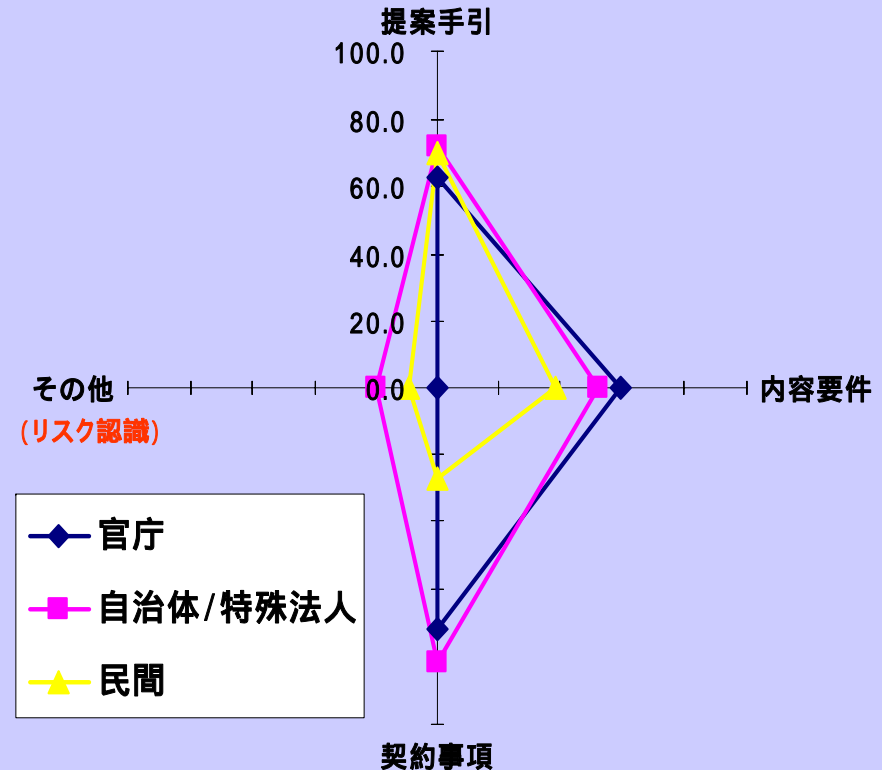 提案手引
100.0
80.0
60.0
40.0
20.0
0.0
その他
(リスク認識)
内容要件
官庁
自治体/特殊法人
民間
契約事項